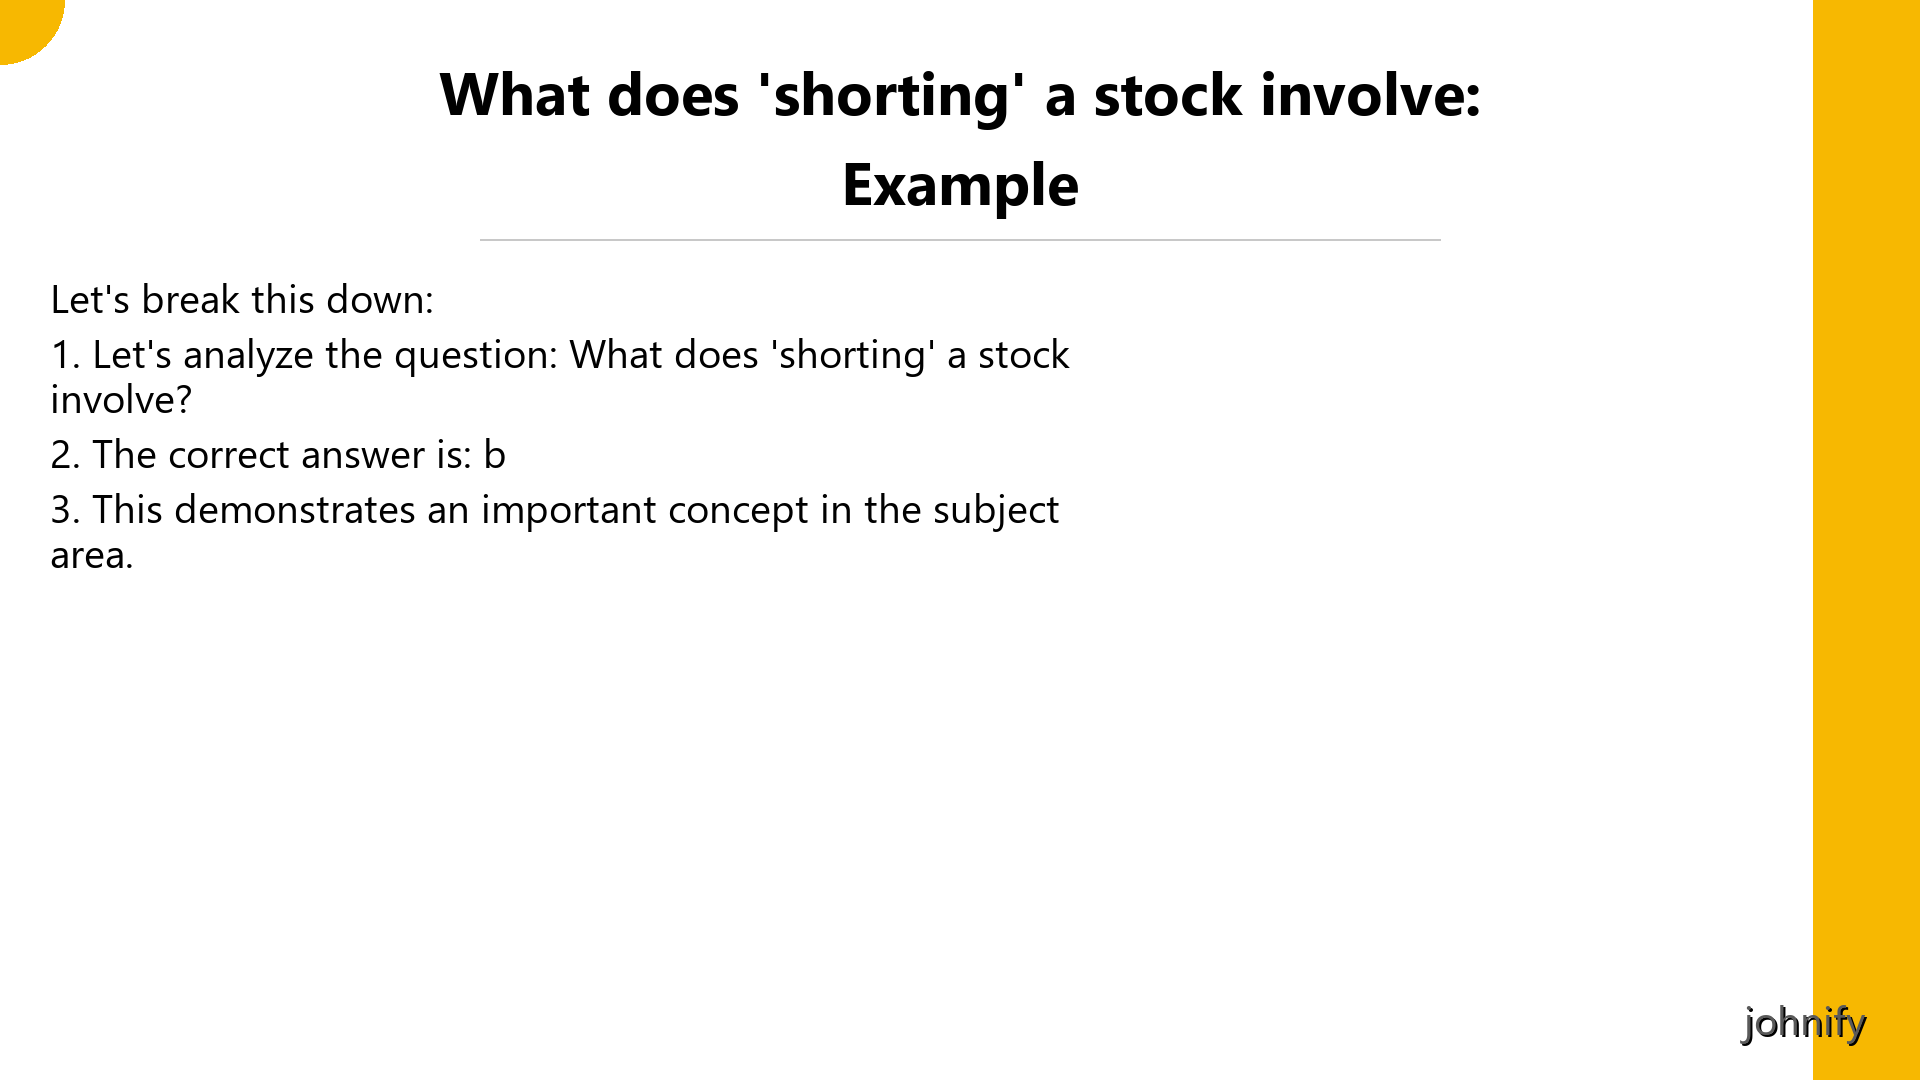 What does 'shorting' a stock involve:
Example
Let's break this down:
1. Let's analyze the question: What does 'shorting' a stock
involve?
2. The correct answer is: b
3. This demonstrates an important concept in the subject
area.
johnify